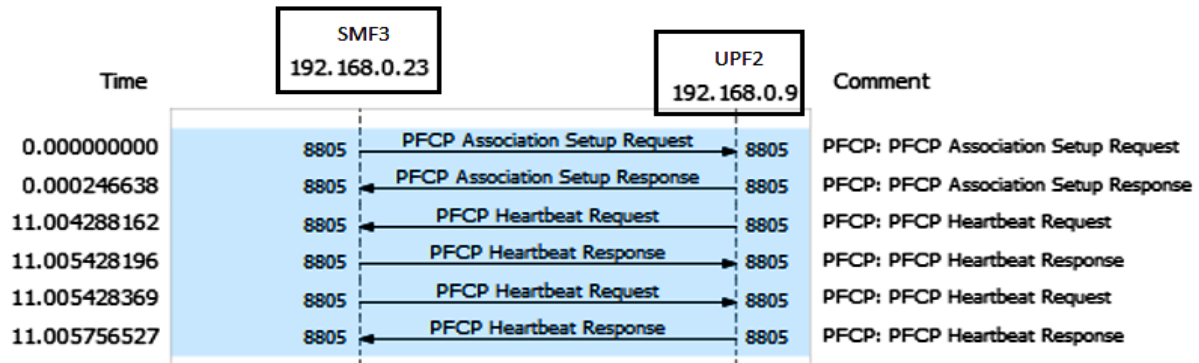 SMF3
192.168.0.23
UPF2
192.168.0.9
Time
Comment
0.000000000 8805 PFCP Association Setup Request 8805 PFCP: PFCP Association Setup Request
0.000246638 8805 PFCP Association Setup Response 8805 PFCP: PFCP Association Setup Response
11.004288162 8805 PFCP Heartbeat Request 8805 PFCP: PFCP Heartbeat Request
11.005428196 8805 PFCP Heartbeat Response 8805 PFCP: PFCP Heartbeat Response
11.005428369 8805 PFCP Heartbeat Request 8805 PFCP: PFCP Heartbeat Request
11.005756527 8805 PFCP Heartbeat Response 8805 PFCP: PFCP Heartbeat Response